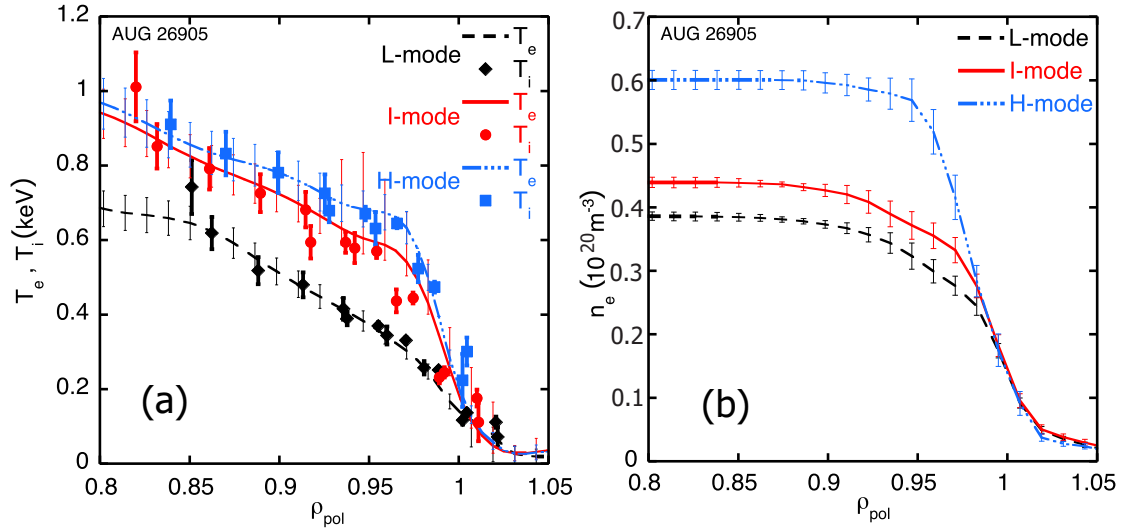 AUG 26905
1.2
1
0.8
0.6
0.4
0.2
0
T_e , T_i (keV)
L-mode
T_e
T_i
I-mode
T_e
T_i
H-mode
T_e
T_i
(a)
0.8 0.85 0.9 0.95 1 1.05
ρ_pol
AUG 26905
0.7
0.6
0.5
0.4
0.3
0.2
0.1
0
n_e (10^20 m-3)
L-mode
I-mode
H-mode
(b)
0.8 0.85 0.9 0.95 1 1.05
ρ_pol